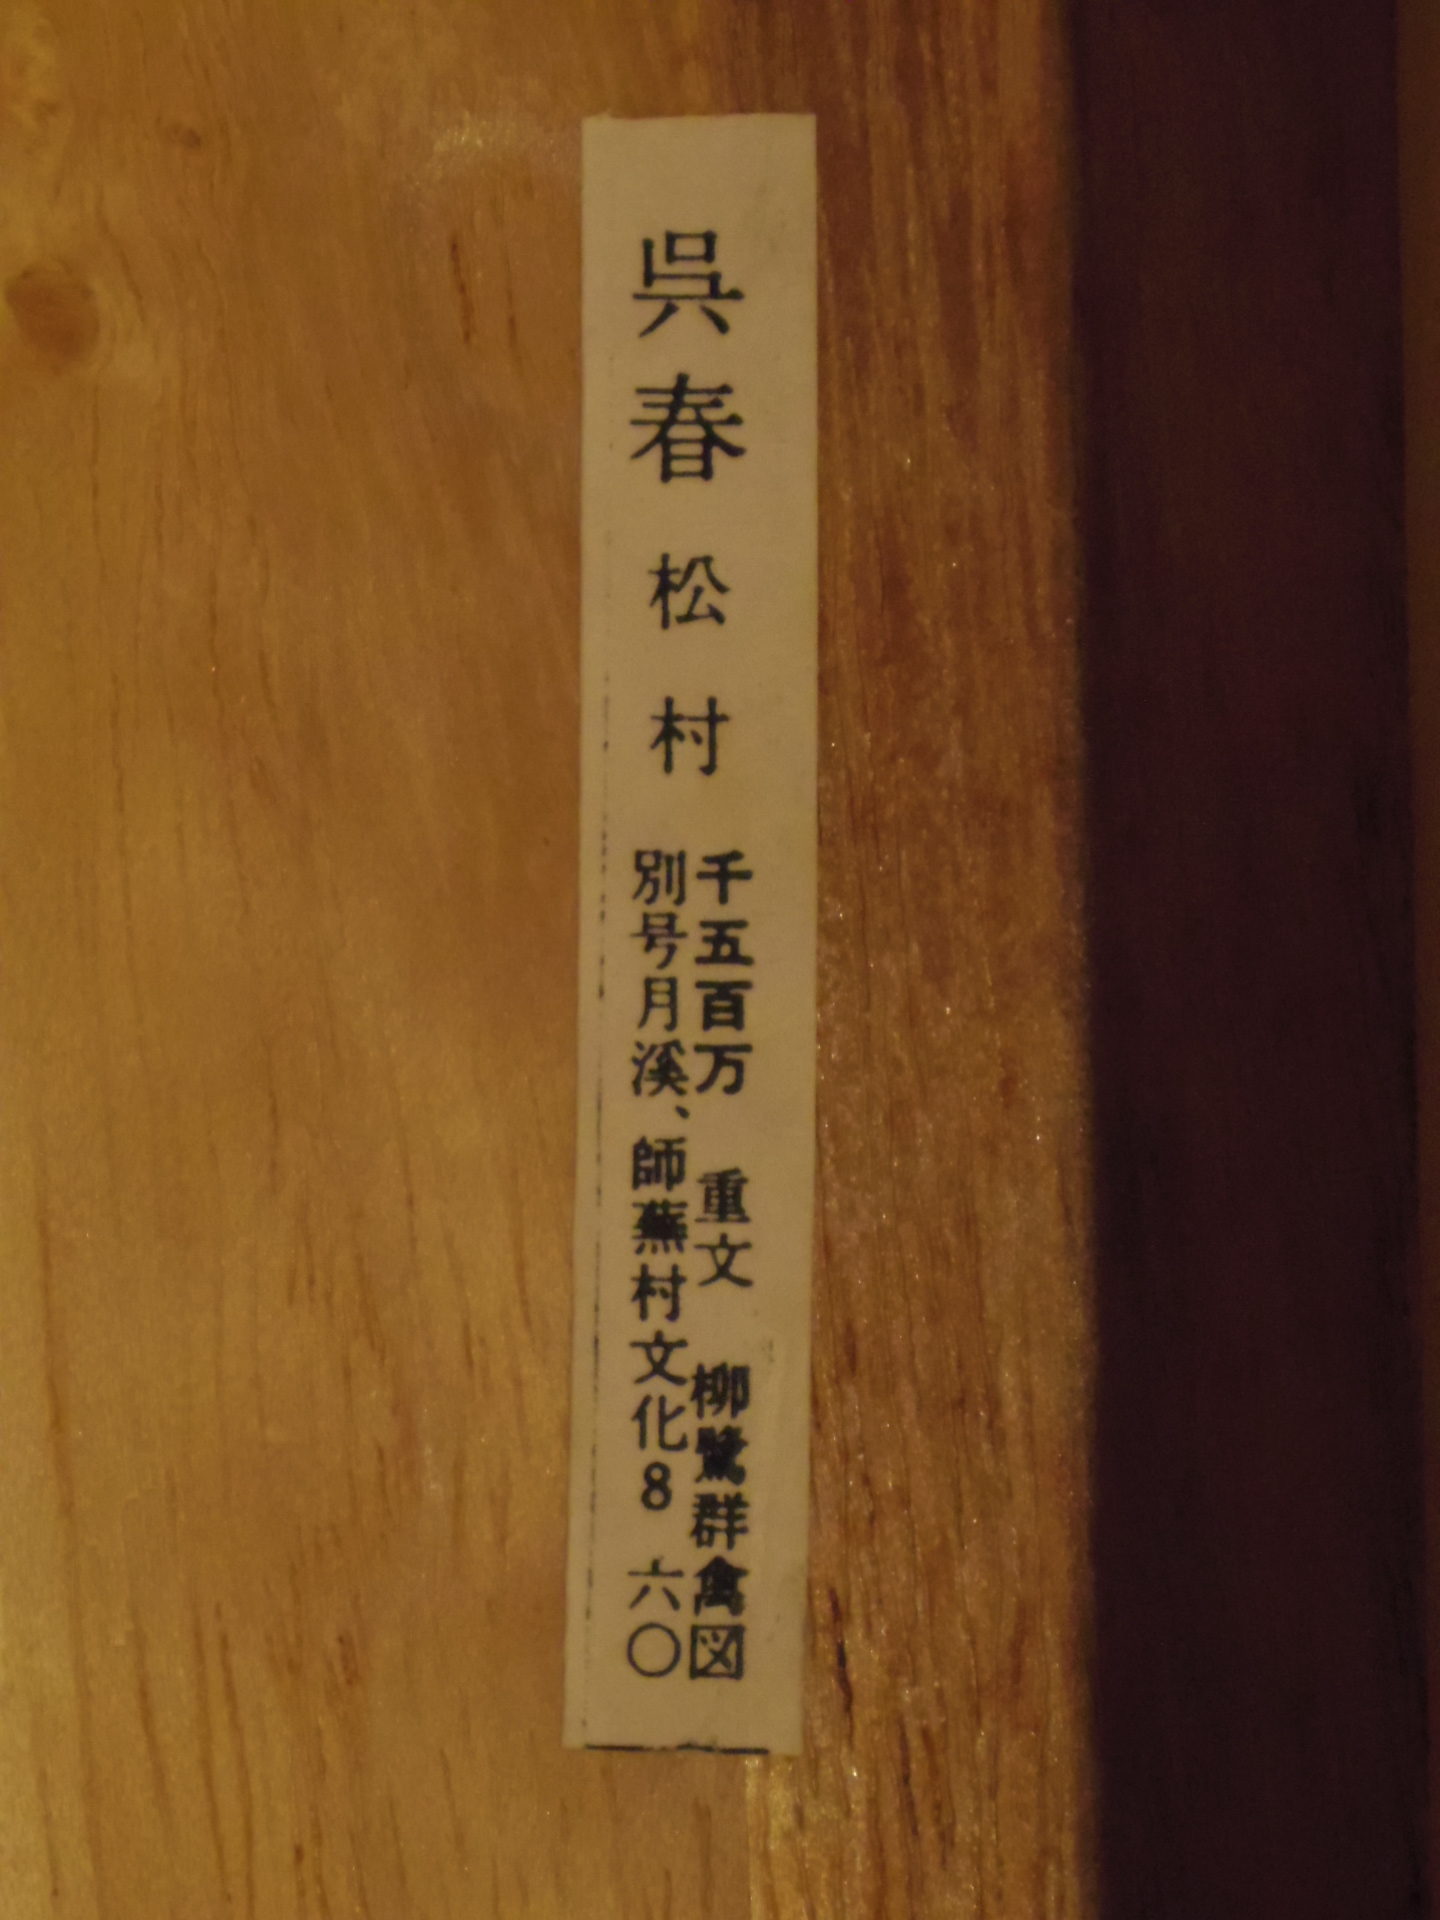 呉春 松村
千五百万 重文 柳鷺群禽図
別号月溪、師蕪村文化8 六〇